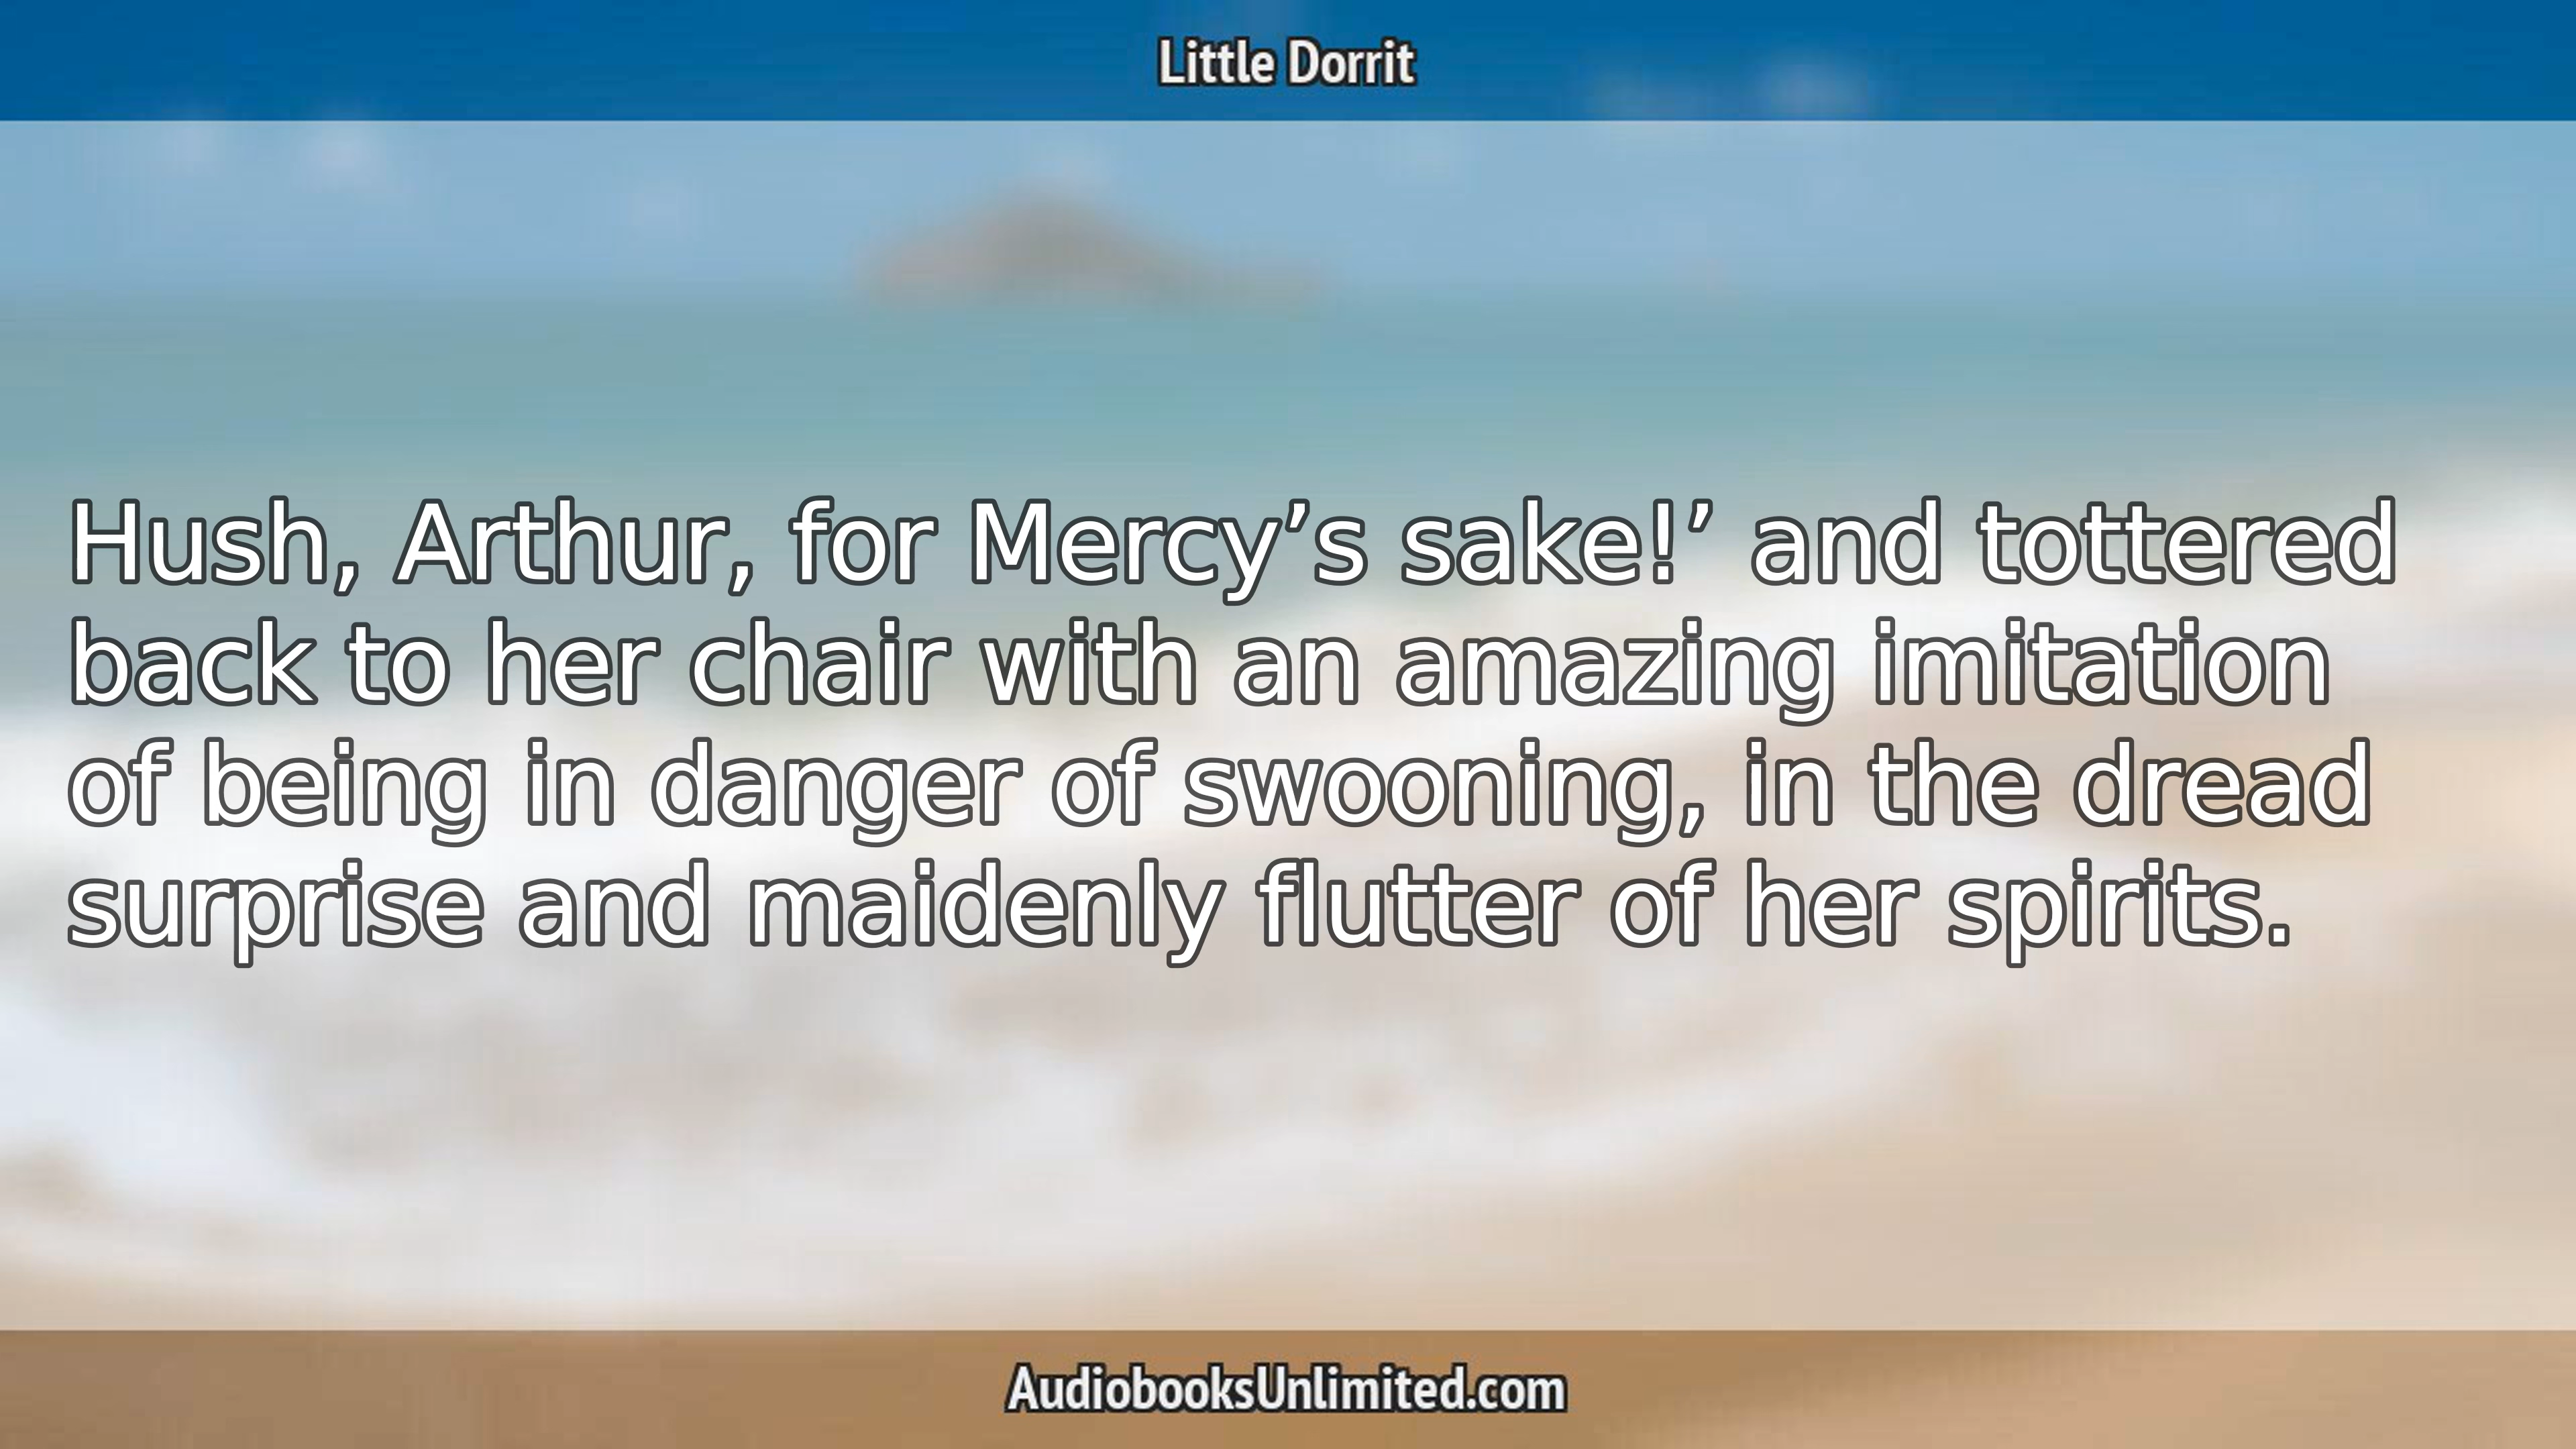 Little Dorrit
Hush, Arthur, for Mercy’s sake!’ and tottered
back to her chair with an amazing imitation
of being in danger of swooning, in the dread
surprise and maidenly flutter of her spirits.
AudiobooksUnlimited.com